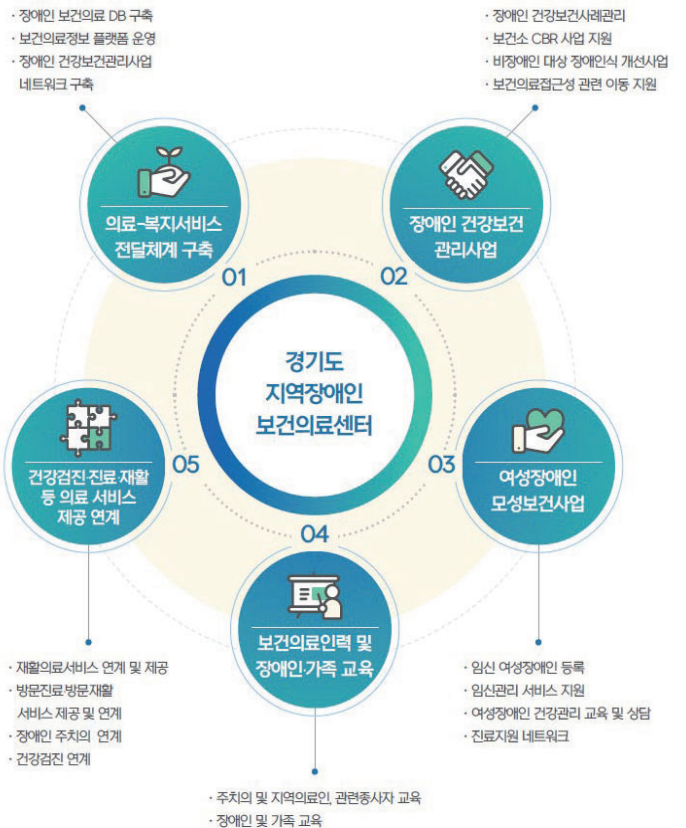 · 장애인 보건의료 DB 구축
· 보건의료정보 플랫폼 운영
· 장애인 건강보건관리사업
네트워크 구축
· 장애인 건강보건사례관리
· 보건소 CBR 사업 지원
· 비장애인 대상 장애인식 개선사업
· 보건의료접근성 관련 이동 지원
의료-복지서비스
전달체계 구축
01
장애인 건강보건
관리사업
02
경기도
지역장애인
보건의료센터
여성장애인
모성보건사업
03
보건의료인력 및
장애인·가족 교육
04
건강검진·진료·재활
등 의료 서비스
제공 연계
05
· 재활의료서비스 연계 및 제공
· 방문진료·방문재활
서비스 제공 및 연계
· 장애인 주치의 연계
· 건강검진 연계
· 임신 여성장애인 등록
· 임신관리 서비스 지원
· 여성장애인 건강관리 교육 및 상담
· 진료지원 네트워크
· 주치의 및 지역의료인, 관련종사자 교육
· 장애인 및 가족 교육